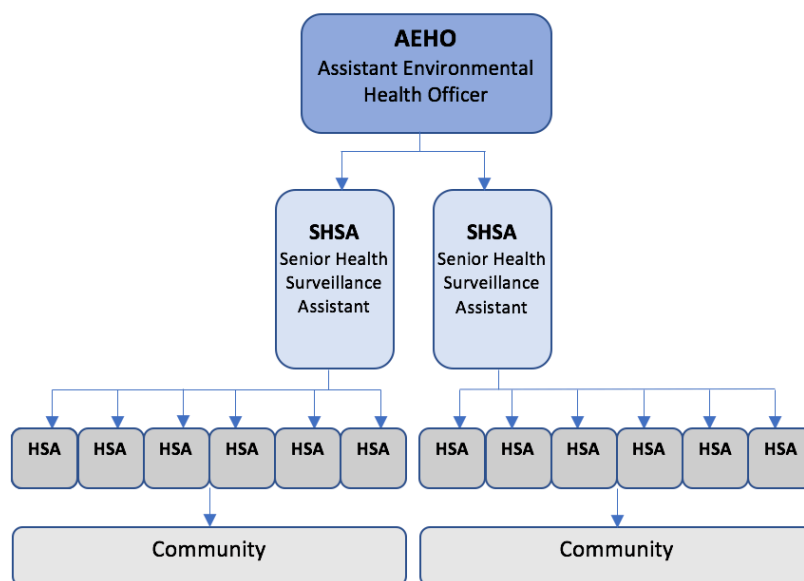 AEHO
Assistant Environmental
Health Officer
SHSA
Senior Health
Surveillance
Assistant
SHSA
Senior Health
Surveillance
Assistant
HSA HSA HSA HSA HSA HSA
HSA HSA HSA HSA HSA HSA
Community
Community